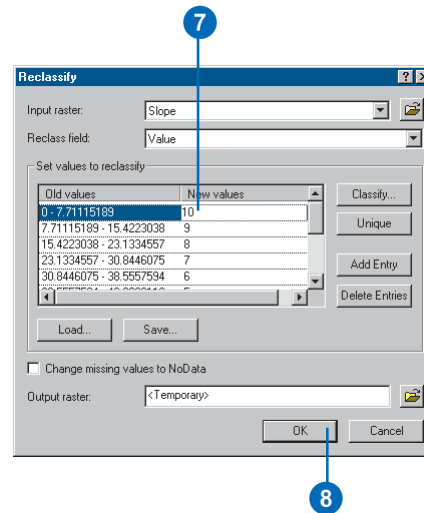 7
Reclassify
Input raster: Slope
Reclass field: Value
Set values to reclassify
Old values New values
0 - 7.71115189 10
7.71115189 - 15.4223038 9
15.4223038 - 23.1334557 8
23.1334557 - 30.8446075 7
30.8446075 - 38.5557594 6
Classify...
Unique
Add Entry
Delete Entries
Load... Save...
Change missing values to NoData
Output raster: <Temporary>
OK Cancel
8